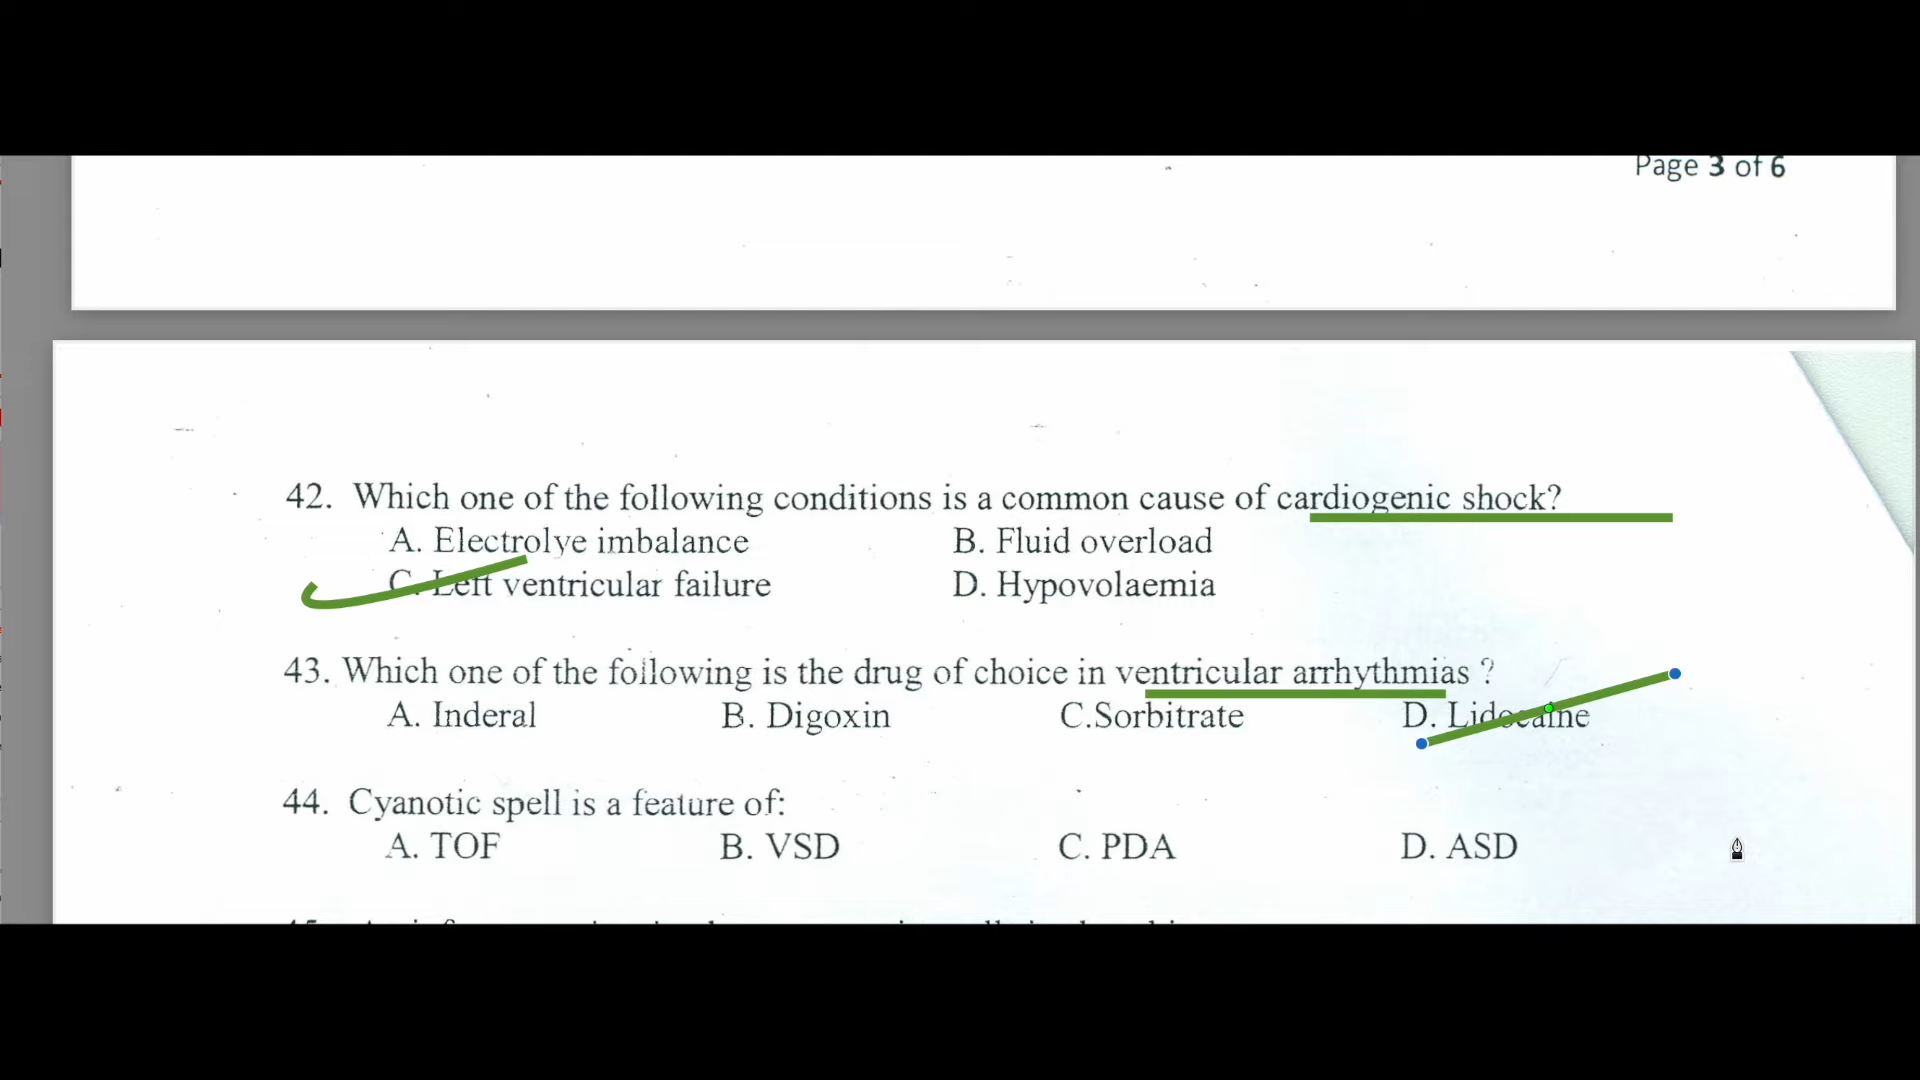 Page 3 of 6
42. Which one of the following conditions is a common cause of cardiogenic shock?
A. Electrolye imbalance B. Fluid overload
C. Left ventricular failure D. Hypovolaemia
43. Which one of the following is the drug of choice in ventricular arrhythmias ?
A. Inderal B. Digoxin C.Sorbitrate D. Lidocaine
44. Cyanotic spell is a feature of:
A. TOF B. VSD C. PDA D. ASD